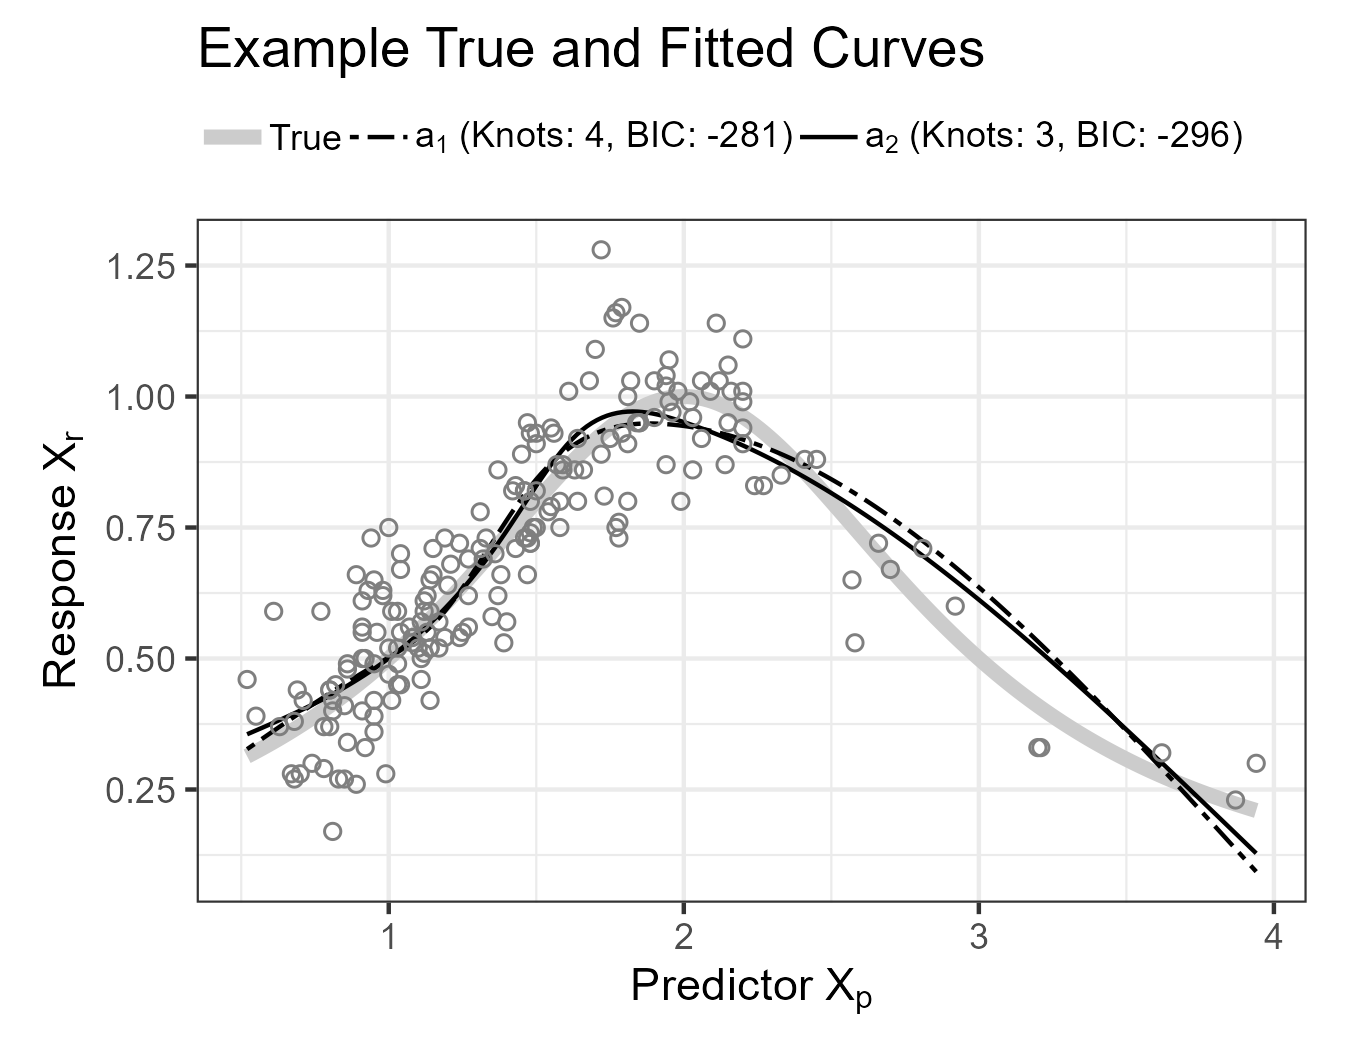 Example True and Fitted Curves
True a₁ (Knots: 4, BIC: -281) a₂ (Knots: 3, BIC: -296)
1.25
1.00
0.75
0.50
0.25
Response Xᵣ
1 2 3 4
Predictor Xₚ